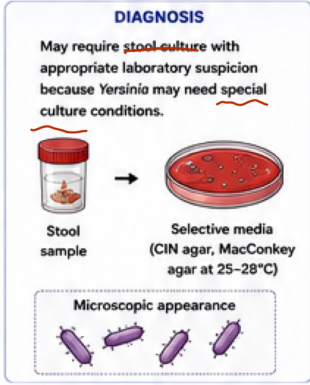 DIAGNOSIS
May require stool culture with
appropriate laboratory suspicion
because Yersinia may need special
culture conditions.
Stool
sample
Selective media
(CIN agar, MacConkey
agar at 25–28°C)
Microscopic appearance